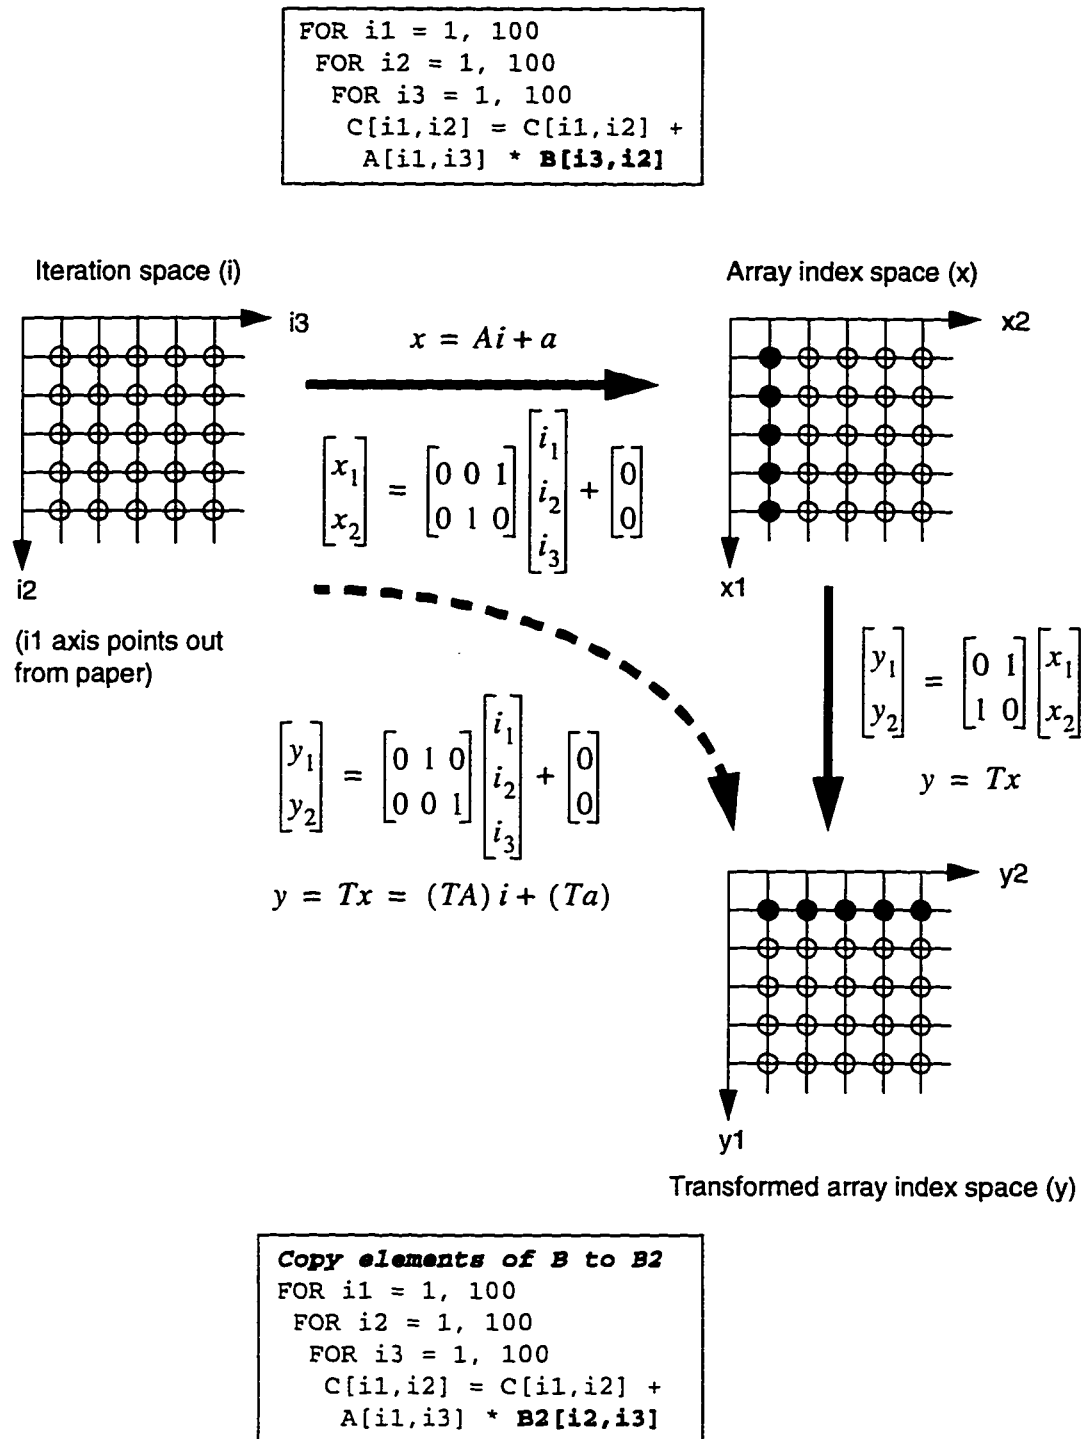 FOR i1 = 1, 100
FOR i2 = 1, 100
FOR i3 = 1, 100
C[i1,i2] = C[i1,i2] +
A[i1,i3] * B[i3,i2]
Iteration space (i)
i3
i2
(i1 axis points out
from paper)
x = Ai + a
[x1 x2] = [0 0 1; 0 1 0] [i1 i2 i3] + [0 0]
Array index space (x)
x2
x1
[y1 y2] = [0 1; 1 0] [x1 x2]
y = Tx
[y1 y2] = [0 1 0; 0 0 1] [i1 i2 i3] + [0 0]
y = Tx = (TA) i + (Ta)
y2
y1
Transformed array index space (y)
Copy elements of B to B2
FOR i1 = 1, 100
FOR i2 = 1, 100
FOR i3 = 1, 100
C[i1,i2] = C[i1,i2] +
A[i1,i3] * B2[i2,i3]